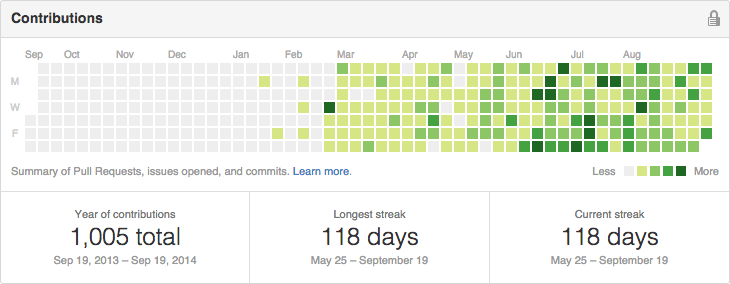 Contributions
Sep Oct Nov Dec Jan Feb Mar Apr May Jun Jul Aug
M
W
F
Summary of Pull Requests, issues opened, and commits. Learn more. Less More
Year of contributions
1,005 total
Sep 19, 2013 – Sep 19, 2014
Longest streak
118 days
May 25 – September 19
Current streak
118 days
May 25 – September 19